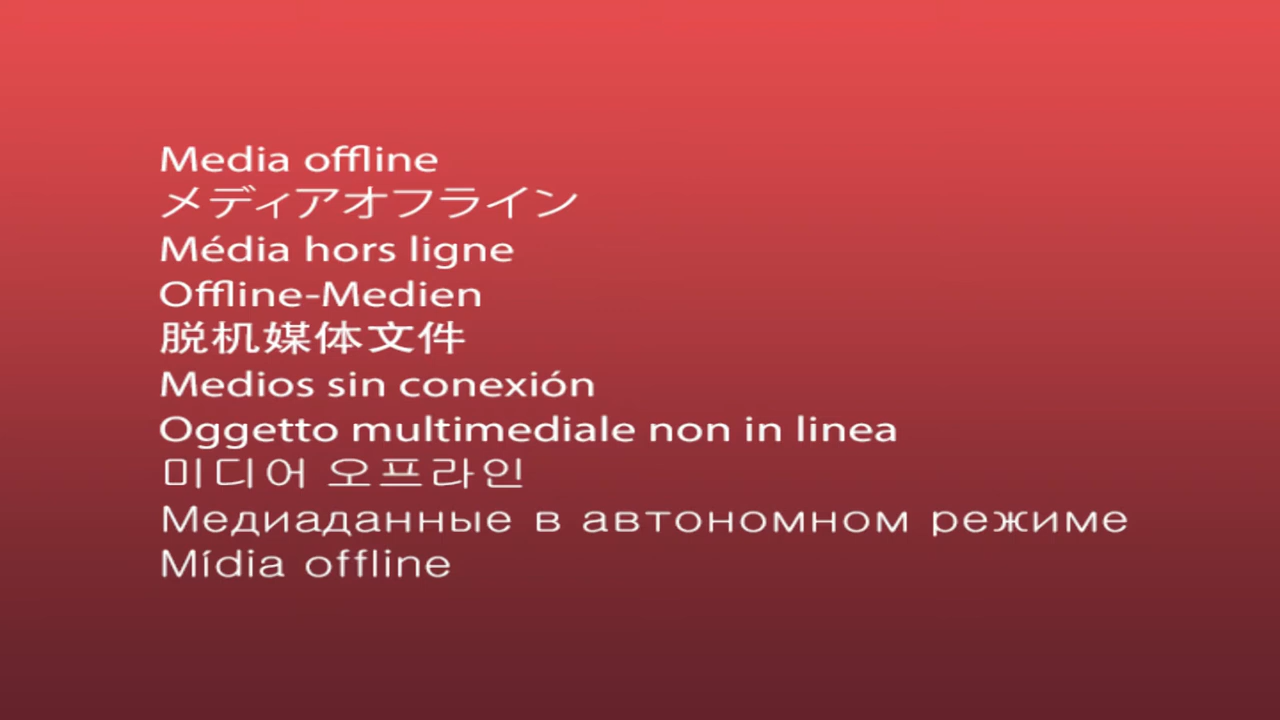 Media offline
メディアオフライン
Média hors ligne
Offline-Medien
脱机媒体文件
Medios sin conexión
Oggetto multimediale non in linea
미디어 오프라인
Медиаданные в автономном режиме
Mídia offline